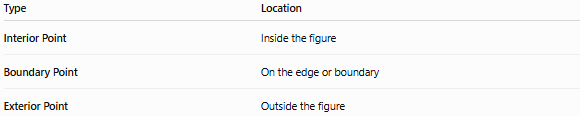 Type Location
Interior Point Inside the figure
Boundary Point On the edge or boundary
Exterior Point Outside the figure